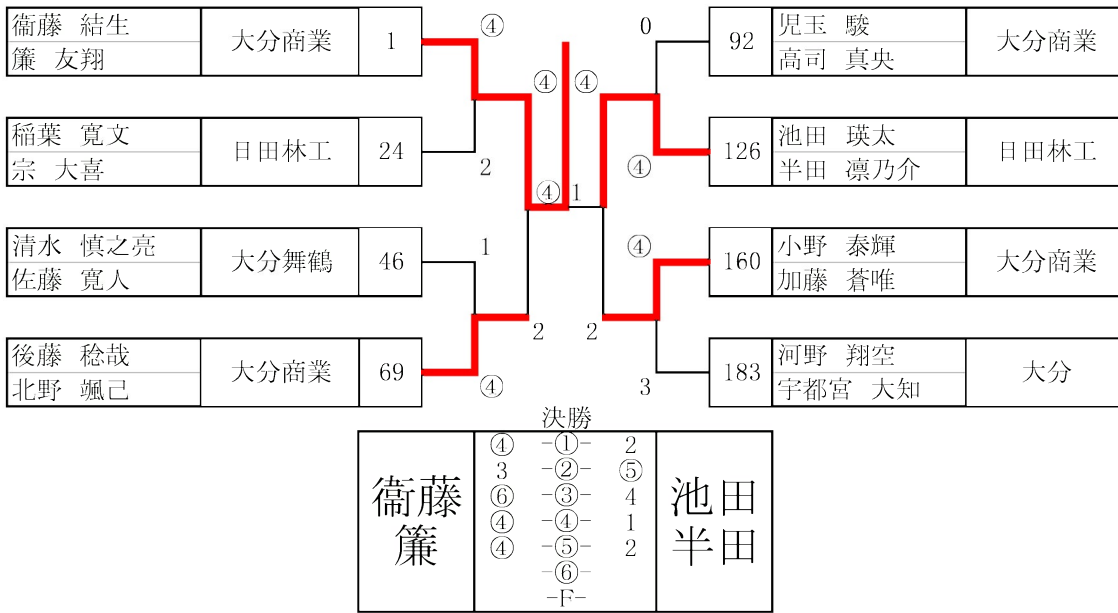 衞藤 結生
簾 友翔
大分商業
1
稲葉 寛文
宗 大喜
日田林工
24
清水 慎之亮
佐藤 寛人
大分舞鶴
46
後藤 稔哉
北野 颯己
大分商業
69
④
2
1
④
④
2
④
1
④
2
0
④
④
3
92
児玉 駿
高司 真央
大分商業
126
池田 瑛太
半田 凛乃介
日田林工
160
小野 泰輝
加藤 蒼唯
大分商業
183
河野 翔空
宇都宮 大知
大分
決勝
衞藤
簾
④ -①- 2
3 -②- ⑤
⑥ -③- 4
④ -④- 1
④ -⑤- 2
-⑥-
-F-
池田
半田